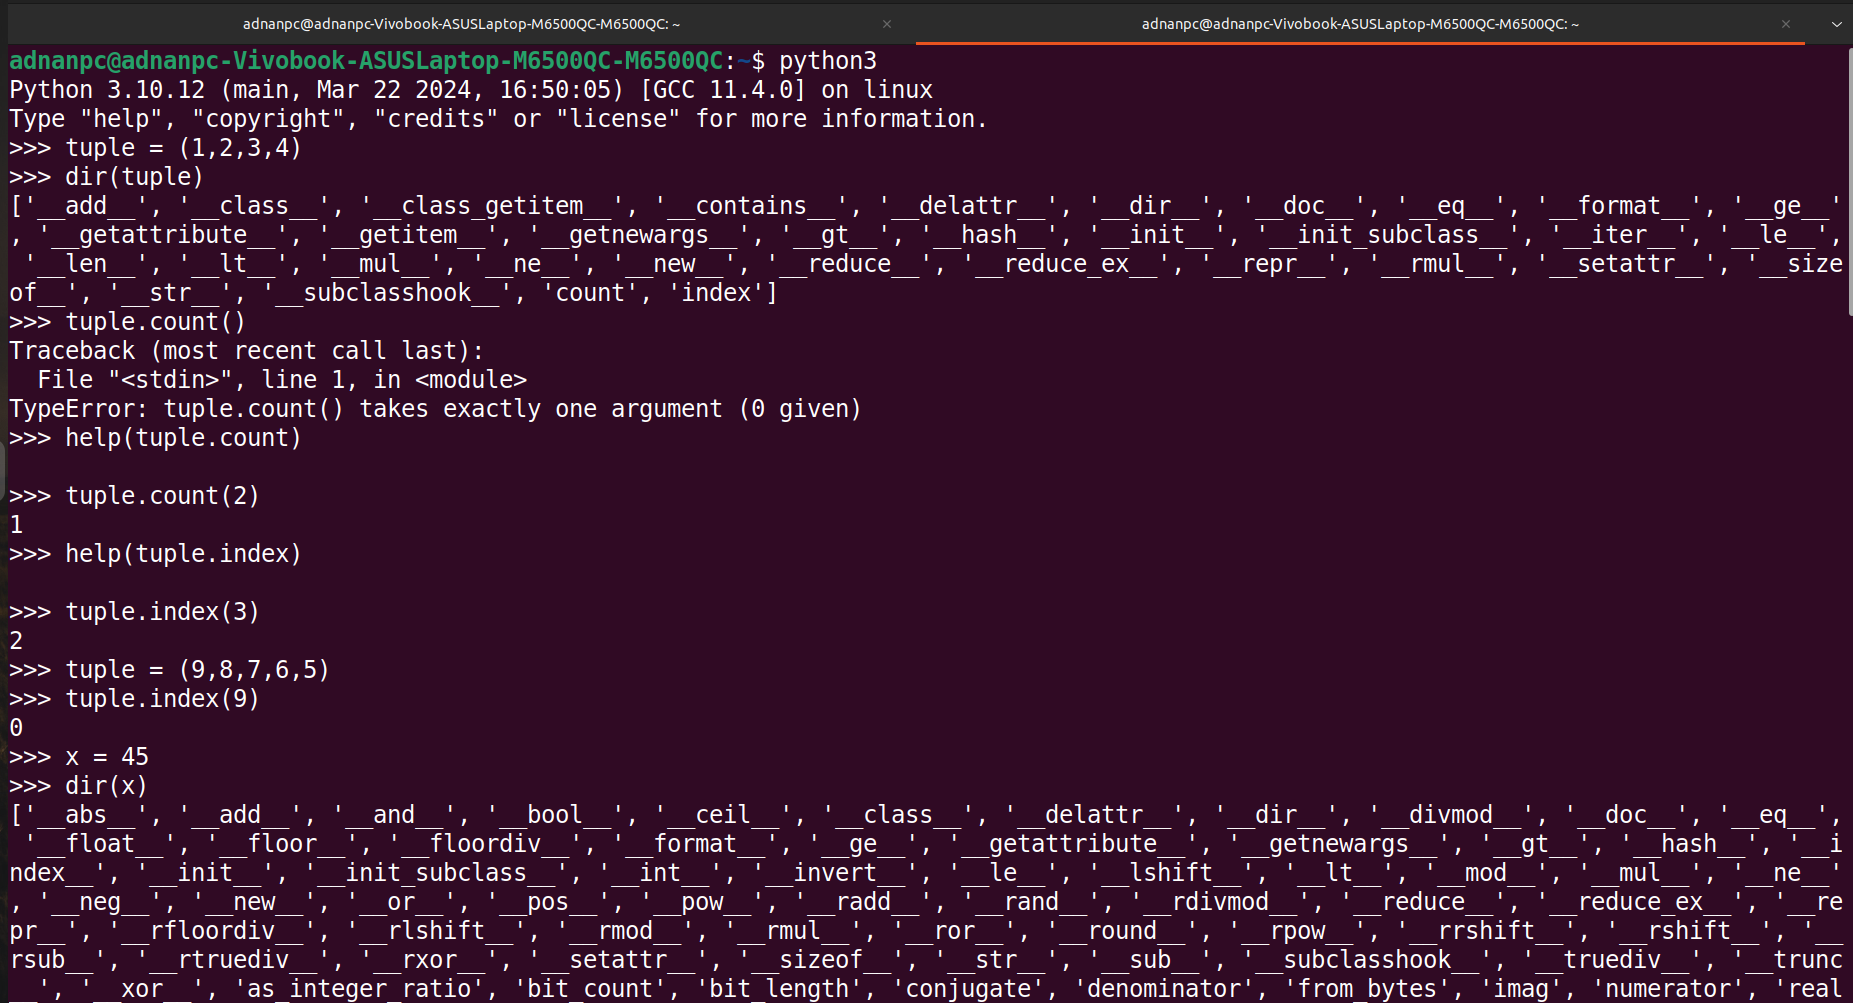 adnanpc@adnanpc-Vivobook-ASUSLaptop-M6500QC-M6500QC: ~ × adnanpc@adnanpc-Vivobook-ASUSLaptop-M6500QC-M6500QC: ~ ×
adnanpc@adnanpc-Vivobook-ASUSLaptop-M6500QC-M6500QC:~$ python3
Python 3.10.12 (main, Mar 22 2024, 16:50:05) [GCC 11.4.0] on linux
Type "help", "copyright", "credits" or "license" for more information.
>>> tuple = (1,2,3,4)
>>> dir(tuple)
['__add__', '__class__', '__class_getitem__', '__contains__', '__delattr__', '__dir__', '__doc__', '__eq__', '__format__', '__ge__'
, '__getattribute__', '__getitem__', '__getnewargs__', '__gt__', '__hash__', '__init__', '__init_subclass__', '__iter__', '__le__',
 '__len__', '__lt__', '__mul__', '__ne__', '__new__', '__reduce__', '__reduce_ex__', '__repr__', '__rmul__', '__setattr__', '__size
of__', '__str__', '__subclasshook__', 'count', 'index']
>>> tuple.count()
Traceback (most recent call last):
  File "<stdin>", line 1, in <module>
TypeError: tuple.count() takes exactly one argument (0 given)
>>> help(tuple.count)
>>> tuple.count(2)
1
>>> help(tuple.index)
>>> tuple.index(3)
2
>>> tuple = (9,8,7,6,5)
>>> tuple.index(9)
0
>>> x = 45
>>> dir(x)
['__abs__', '__add__', '__and__', '__bool__', '__ceil__', '__class__', '__delattr__', '__dir__', '__divmod__', '__doc__', '__eq__',
 '__float__', '__floor__', '__floordiv__', '__format__', '__ge__', '__getattribute__', '__getnewargs__', '__gt__', '__hash__', '__i
ndex__', '__init__', '__init_subclass__', '__int__', '__invert__', '__le__', '__lshift__', '__lt__', '__mod__', '__mul__', '__ne__'
, '__neg__', '__new__', '__or__', '__pos__', '__pow__', '__radd__', '__rand__', '__rdivmod__', '__reduce__', '__reduce_ex__', '__re
pr__', '__rfloordiv__', '__rlshift__', '__rmod__', '__rmul__', '__ror__', '__round__', '__rpow__', '__rrshift__', '__rshift__', '__
rsub__', '__rtruediv__', '__rxor__', '__setattr__', '__sizeof__', '__str__', '__sub__', '__subclasshook__', '__truediv__', '__trunc
__', '__xor__', 'as_integer_ratio', 'bit_count', 'bit_length', 'conjugate', 'denominator', 'from_bytes', 'imag', 'numerator', 'real